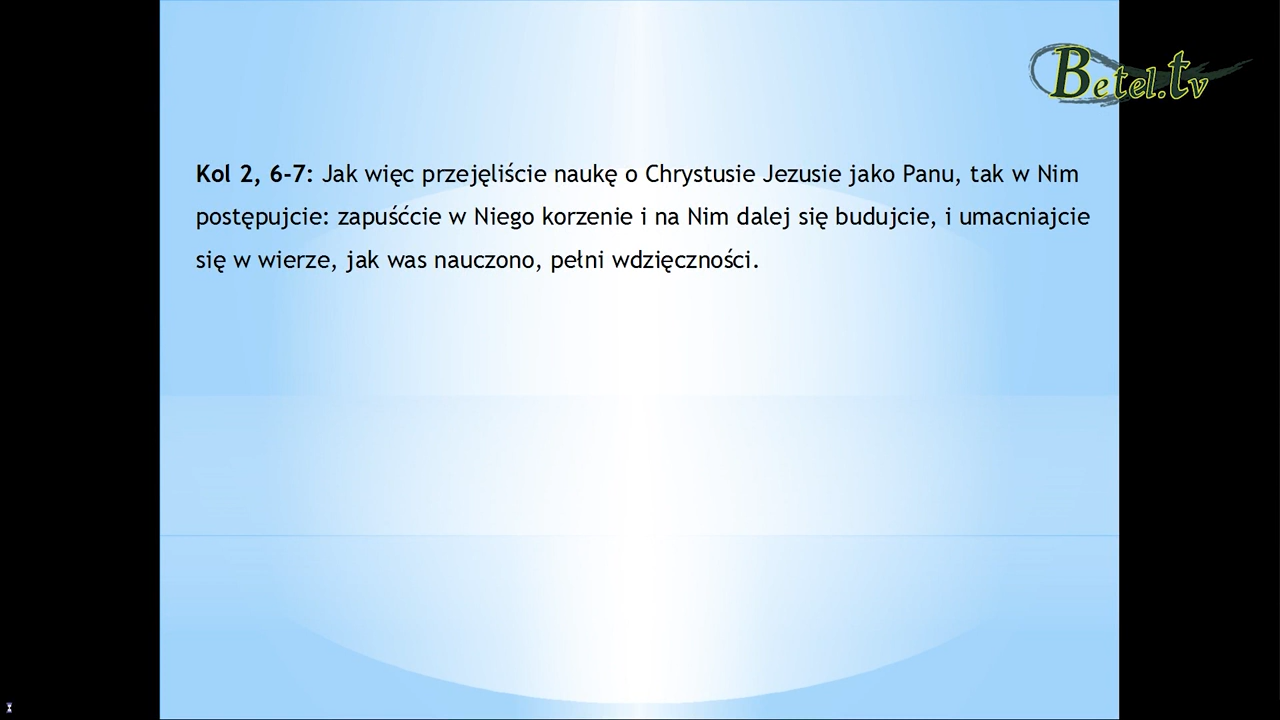 Betel.tv
Kol 2, 6-7: Jak więc przejęliście naukę o Chrystusie Jezusie jako Panu, tak w Nim
postępujcie: zapuśćcie w Niego korzenie i na Nim dalej się budujcie, i umacniajcie
się w wierze, jak was nauczono, pełni wdzięczności.